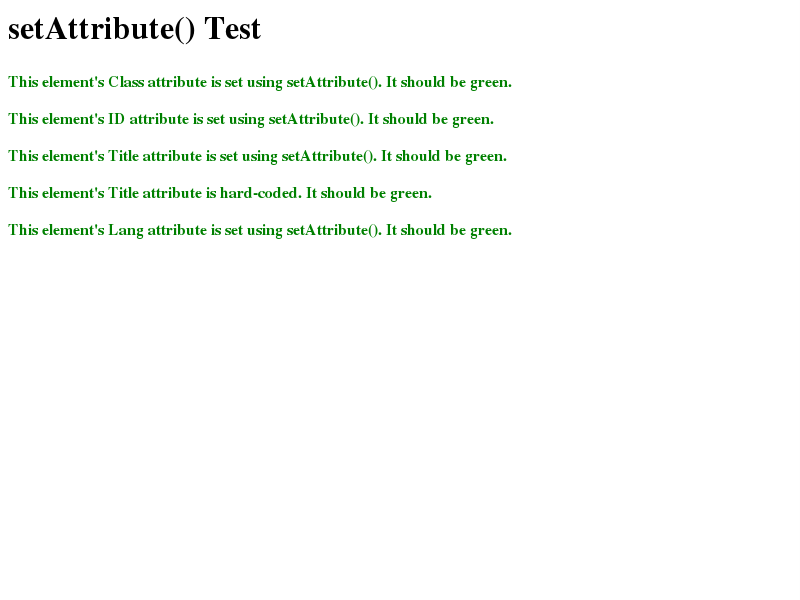 setAttribute() Test
This element's Class attribute is set using setAttribute(). It should be green.
This element's ID attribute is set using setAttribute(). It should be green.
This element's Title attribute is set using setAttribute(). It should be green.
This element's Title attribute is hard-coded. It should be green.
This element's Lang attribute is set using setAttribute(). It should be green.